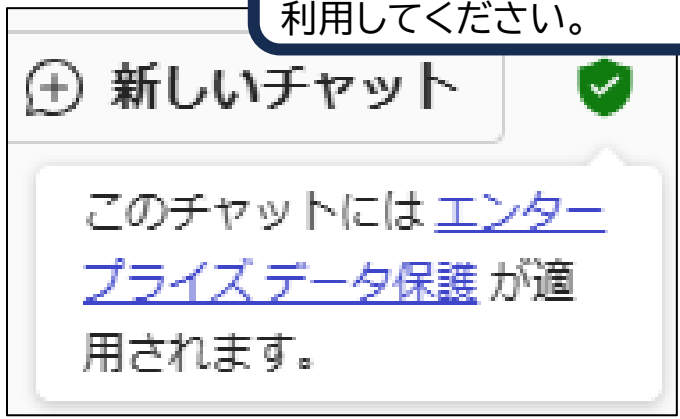 利用してください。
新しいチャット
このチャットには エンター
プライズ データ保護 が適
用されます。